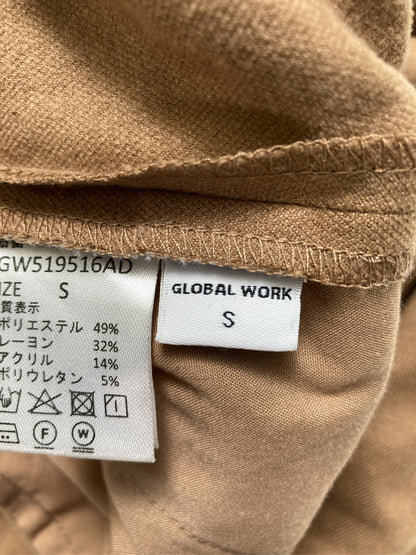 GW519516AD
SIZE S
質表示
ポリエステル 49%
レーヨン 32%
アクリル 14%
ポリウレタン 5%
F W
GLOBAL WORK
S